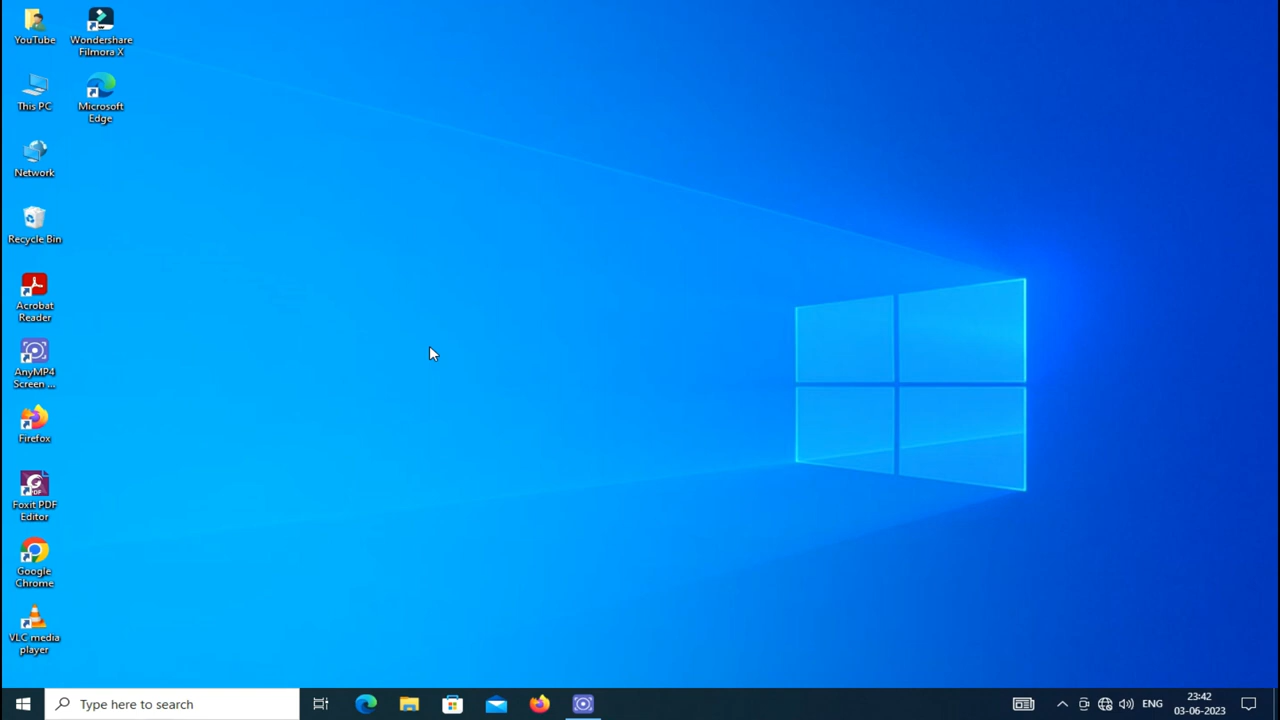 YouTube
Wondershare
Filmora X
This PC
Microsoft
Edge
Network
Recycle Bin
Acrobat
Reader
AnyMP4
Screen ...
Firefox
PDF
Foxit PDF
Editor
Google
Chrome
VLC media
player
Type here to search
ENG
23:42
03-06-2023